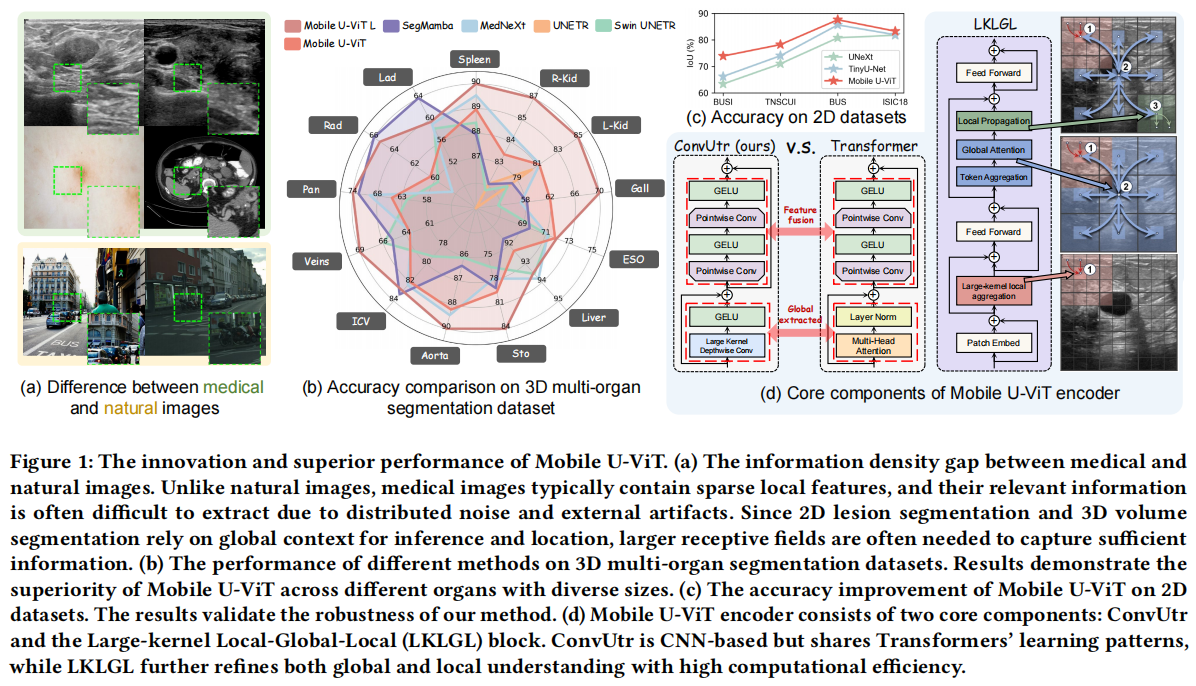 Mobile U-ViT L
SegMamba
MedNeXt
UNETR
Swin UNETR
Mobile U-ViT
Spleen
R-Kid
L-Kid
Gall
ESO
Liver
Sto
Aorta
ICV
Veins
Pan
Rad
Lad
90
89
88
87
87
85
83
79
85
83
81
79
70
66
62
75
73
71
69
95
94
93
92
84
78
75
90
88
87
86
84
82
80
78
69
66
64
61
74
68
63
58
66
64
62
60
64
56
52
BUS
TAXI
(a) Difference between medical
and natural images
(b) Accuracy comparison on 3D multi-organ
segmentation dataset
IoU (%)
90
80
70
60
UNeXt
TinyU-Net
Mobile U-ViT
BUSI
TNSCUI
BUS
ISIC18
(c) Accuracy on 2D datasets
ConvUtr (ours)
V.S.
Transformer
GELU
Pointwise Conv
GELU
Pointwise Conv
GELU
Large Kernel
Depthwise Conv
Feature
fusion
Global
extracted
GELU
Pointwise Conv
GELU
Pointwise Conv
Layer Norm
Multi-Head
Attention
LKLGL
Feed Forward
Local Propagation
Global Attention
Token Aggregation
Feed Forward
Large-kernel local
aggregation
Patch Embed
1
2
3
1
2
1
(d) Core components of Mobile U-ViT encoder
Figure 1: The innovation and superior performance of Mobile U-ViT. (a) The information density gap between medical and
natural images. Unlike natural images, medical images typically contain sparse local features, and their relevant information
is often difficult to extract due to distributed noise and external artifacts. Since 2D lesion segmentation and 3D volume
segmentation rely on global context for inference and location, larger receptive fields are often needed to capture sufficient
information. (b) The performance of different methods on 3D multi-organ segmentation datasets. Results demonstrate the
superiority of Mobile U-ViT across different organs with diverse sizes. (c) The accuracy improvement of Mobile U-ViT on 2D
datasets. The results validate the robustness of our method. (d) Mobile U-ViT encoder consists of two core components: ConvUtr
and the Large-kernel Local-Global-Local (LKLGL) block. ConvUtr is CNN-based but shares Transformers' learning patterns,
while LKLGL further refines both global and local understanding with high computational efficiency.